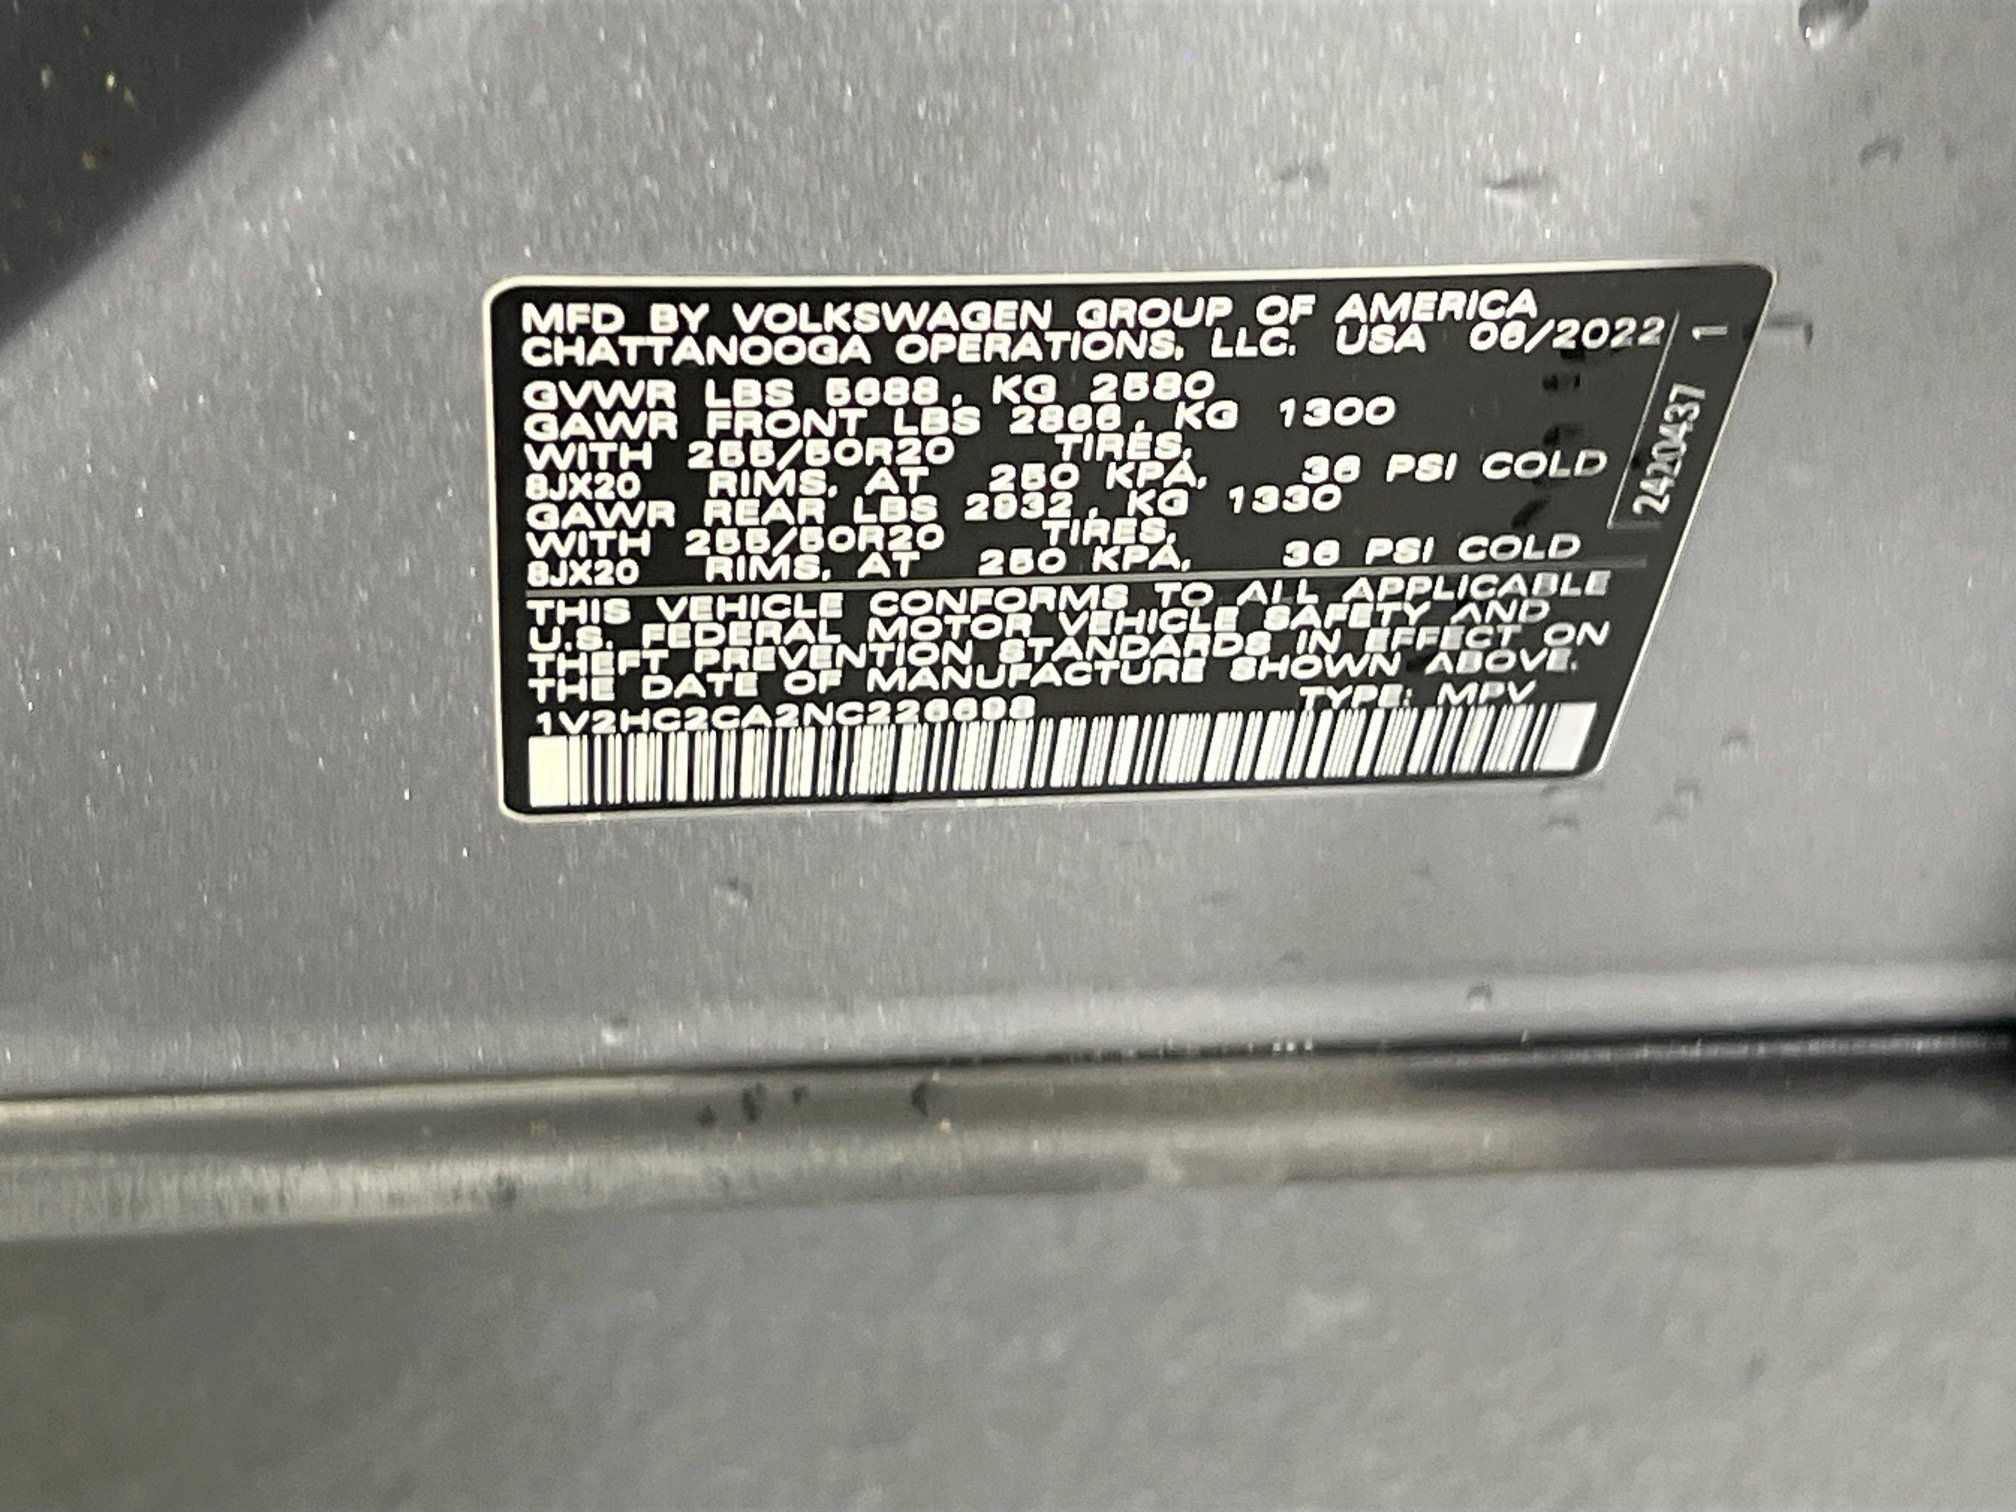 MFD BY VOLKSWAGEN GROUP OF AMERICA
CHATTANOOGA OPERATIONS, LLC. USA 06/2022
GVWR LBS 5688, KG 2580
GAWR FRONT LBS 2866, KG 1300
WITH 255/50R20 TIRES,
8JX20 RIMS, AT 250 KPA, 36 PSI COLD
GAWR REAR LBS 2932, KG 1330
WITH 255/50R20 TIRES,
8JX20 RIMS, AT 250 KPA, 36 PSI COLD
THIS VEHICLE CONFORMS TO ALL APPLICABLE
U.S. FEDERAL MOTOR VEHICLE SAFETY AND
THEFT PREVENTION STANDARDS IN EFFECT ON
THE DATE OF MANUFACTURE SHOWN ABOVE.
1V2HC2CA2NC226698 TYPE: MPV
2420437 1